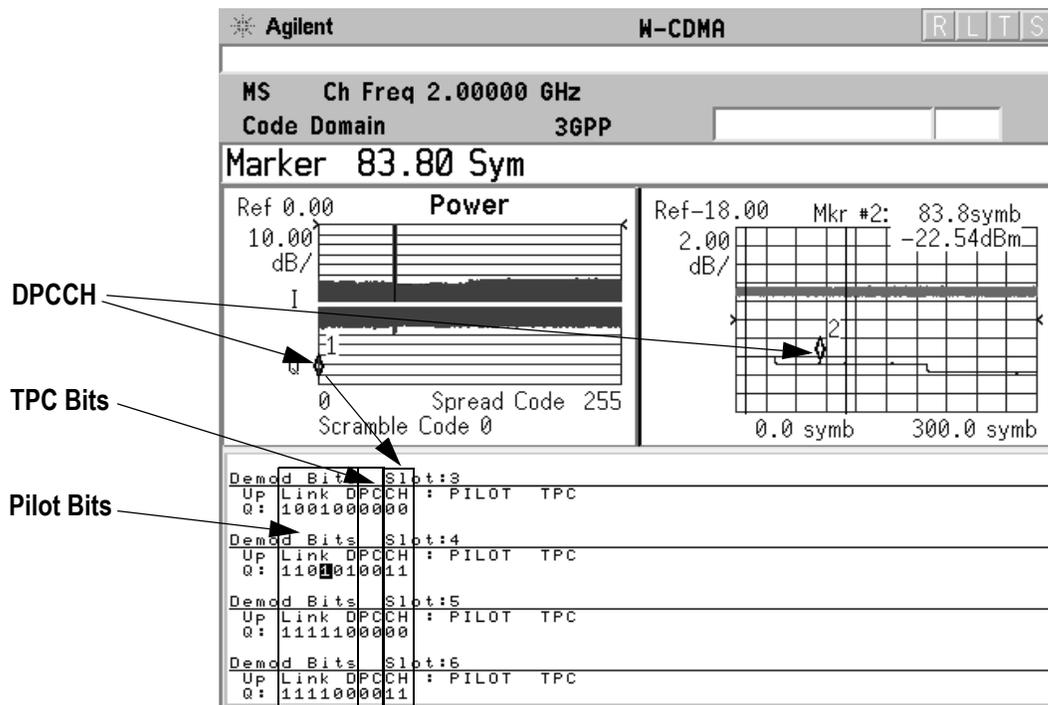 Agilent W-CDMA R L T S
MS Ch Freq 2.00000 GHz
Code Domain 3GPP
Marker 83.80 Sym
Ref 0.00 Power
10.00
dB/
I
1
Q
0 Spread Code 255
Scramble Code 0
Ref-18.00 Mkr #2: 83.8symb
2.00 -22.54dBm
dB/
2
0.0 symb 300.0 symb
DPCCH
TPC Bits
Pilot Bits
Demod Bits Slot:3
Up Link DPCCH : PILOT TPC
Q: 1001000000
Demod Bits Slot:4
Up Link DPCCH : PILOT TPC
Q: 1101010011
Demod Bits Slot:5
Up Link DPCCH : PILOT TPC
Q: 1111100000
Demod Bits Slot:6
Up Link DPCCH : PILOT TPC
Q: 1111000011